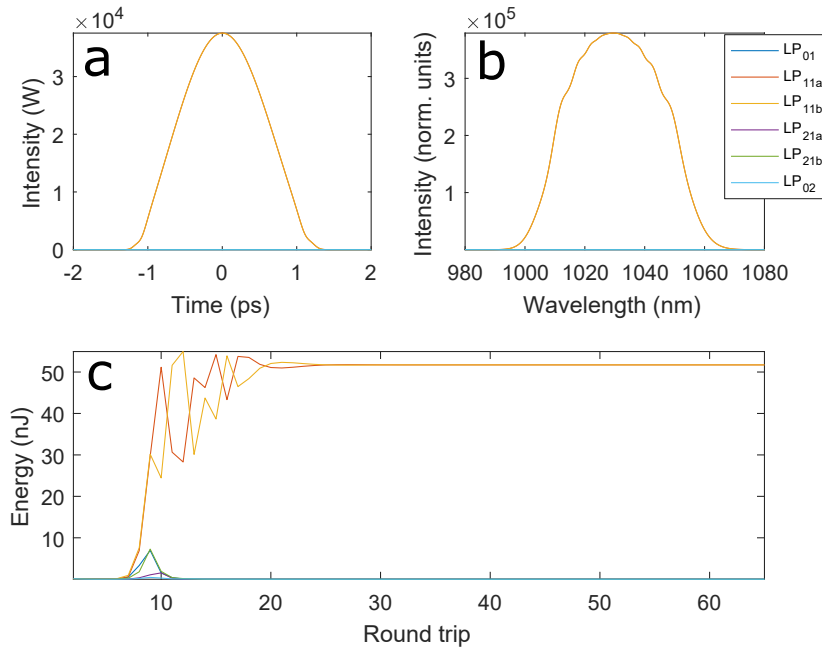 × 10⁴
a
3
2
1
0
Intensity (W)
-2 -1 0 1 2
Time (ps)
× 10⁵
b
3
2
1
Intensity (norm. units)
980 1000 1020 1040 1060 1080
Wavelength (nm)
LP₀₁
LP₁₁ₐ
LP₁₁b
LP₂₁ₐ
LP₂₁b
LP₀₂
c
50
40
30
20
10
Energy (nJ)
10 20 30 40 50 60
Round trip